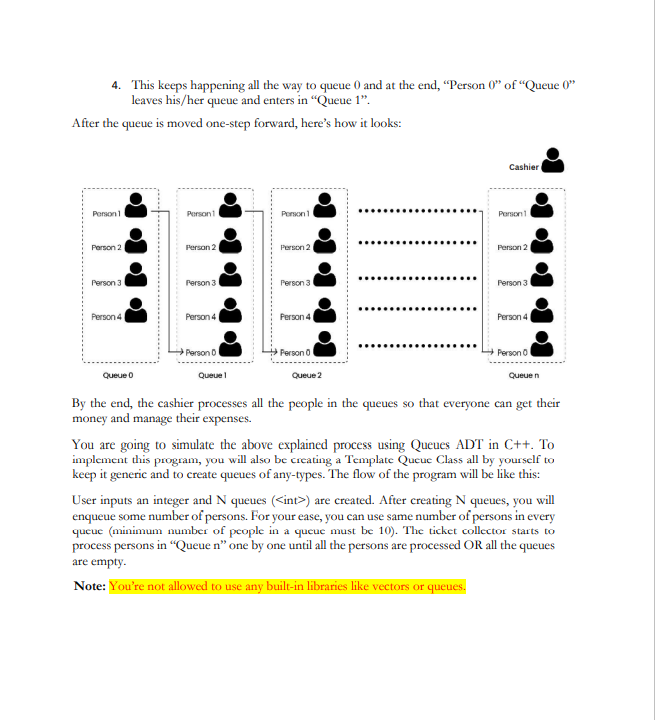 4. This keeps happening all the way to queue 0 and at the end, “Person 0” of “Queue 0”
leaves his/her queue and enters in “Queue 1”.
After the queue is moved one-step forward, here’s how it looks:
Cashier
Person 1 Person 1 Person 1 Person 1
Person 2 Person 2 Person 2 Person 2
Person 3 Person 3 Person 3 Person 3
Person 4 Person 4 Person 4 Person 4
Person 0 Person 0 Person 0
Queue 0 Queue 1 Queue 2 Queue n
By the end, the cashier processes all the people in the queues so that everyone can get their
money and manage their expenses.
You are going to simulate the above explained process using Queues ADT in C++. To
implement this program, you will also be creating a Template Queue Class all by yourself to
keep it generic and to create queues of any-types. The flow of the program will be like this:
User inputs an integer and N queues (<int>) are created. After creating N queues, you will
enqueue some number of persons. For your ease, you can use same number of persons in every
queue (minimum number of people in a queue must be 10). The ticket collector starts to
process persons in “Queue n” one by one until all the persons are processed OR all the queues
are empty.
Note: You’re not allowed to use any built-in libraries like vectors or queues.